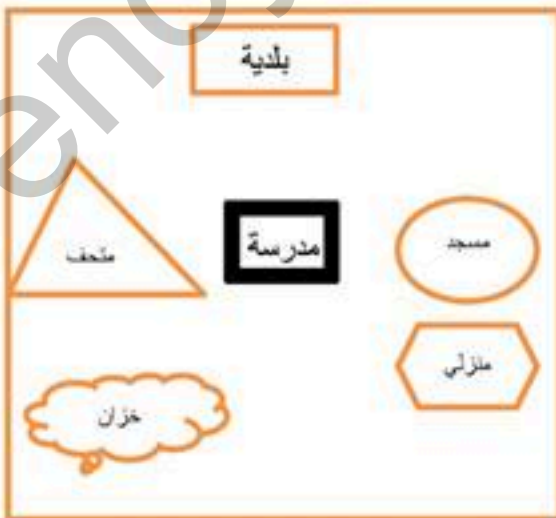 بلدية
مسجد
مدرسة
متحف
منزلي
خزان